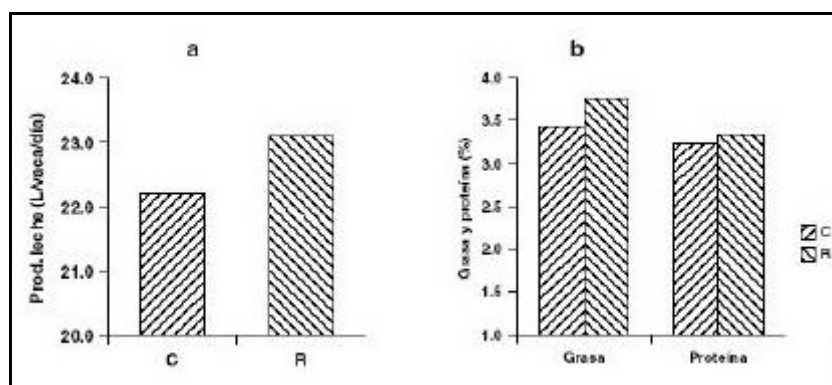 a
Prod. leche (L/vaca/día)
24.0
23.0
22.0
21.0
20.0
C
R
b
Grasa y proteína (%)
4.0
3.5
3.0
2.5
2.0
1.5
1.0
Grasa
Proteína
C
R